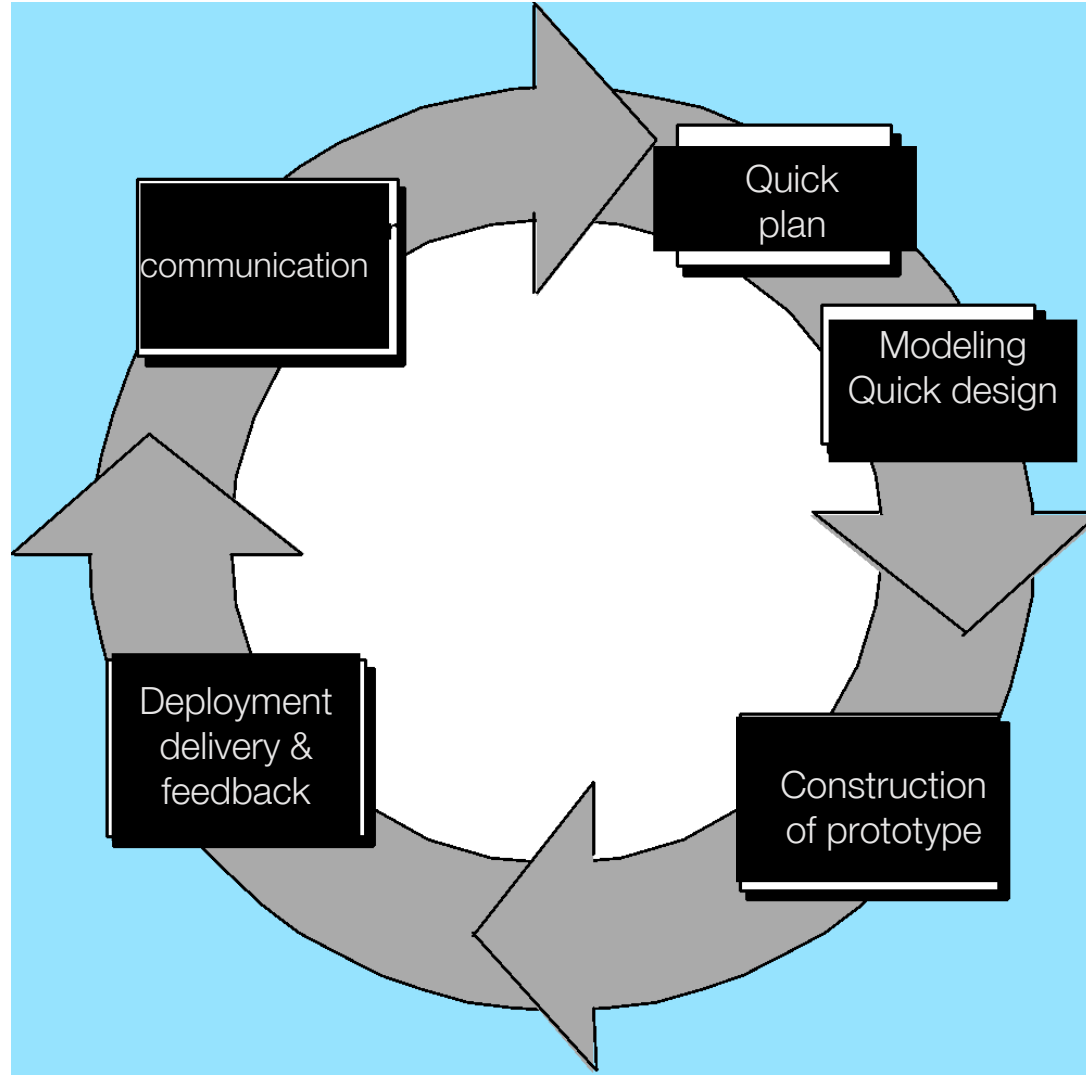 communication
Quick
plan
Modeling
Quick design
Construction
of prototype
Deployment
delivery &
feedback